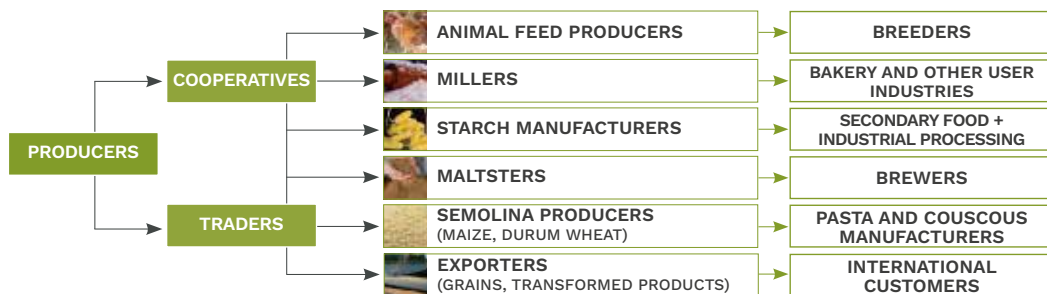 PRODUCERS
COOPERATIVES
TRADERS
ANIMAL FEED PRODUCERS
BREEDERS
MILLERS
BAKERY AND OTHER USER
INDUSTRIES
STARCH MANUFACTURERS
SECONDARY FOOD +
INDUSTRIAL PROCESSING
MALTSTERS
BREWERS
SEMOLINA PRODUCERS
(MAIZE, DURUM WHEAT)
PASTA AND COUSCOUS
MANUFACTURERS
EXPORTERS
(GRAINS, TRANSFORMED PRODUCTS)
INTERNATIONAL
CUSTOMERS